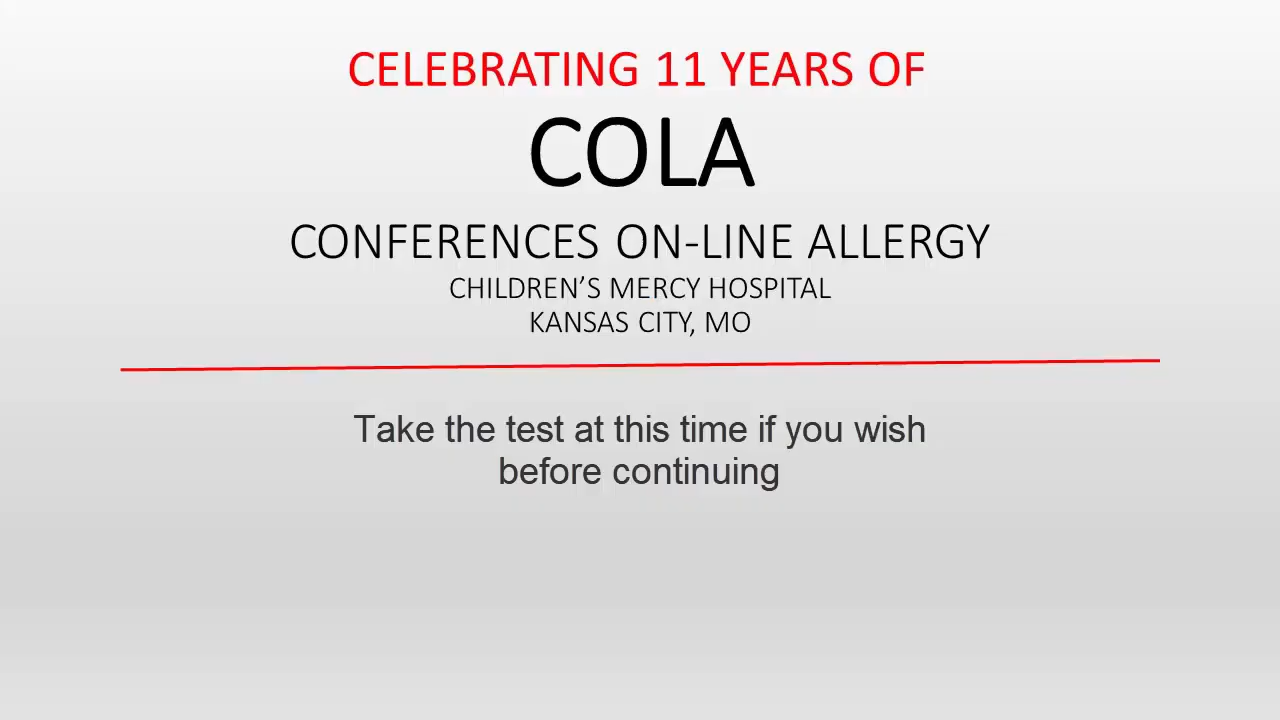 CELEBRATING 11 YEARS OF
COLA
CONFERENCES ON-LINE ALLERGY
CHILDREN’S MERCY HOSPITAL
KANSAS CITY, MO
Take the test at this time if you wish
before continuing